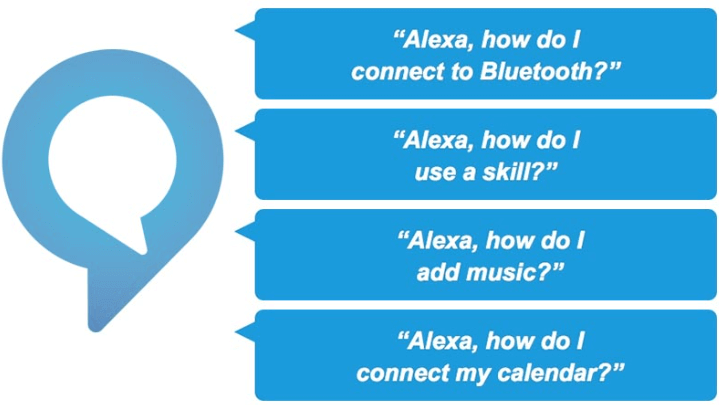 “Alexa, how do I
connect to Bluetooth?”
“Alexa, how do I
use a skill?”
“Alexa, how do I
add music?”
“Alexa, how do I
connect my calendar?”